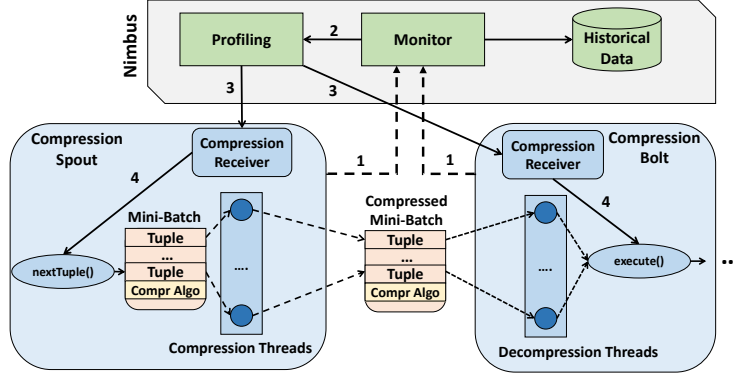 Nimbus
Profiling
2
Monitor
Historical
Data
3
3
Compression
Spout
Compression
Receiver
1
1
Compression
Receiver
Compression
Bolt
4
4
Mini-Batch
Tuple
...
Tuple
Compr Algo
nextTuple()
....
Compression Threads
Compressed
Mini-Batch
Tuple
...
Tuple
Compr Algo
....
Decompression Threads
execute()
..